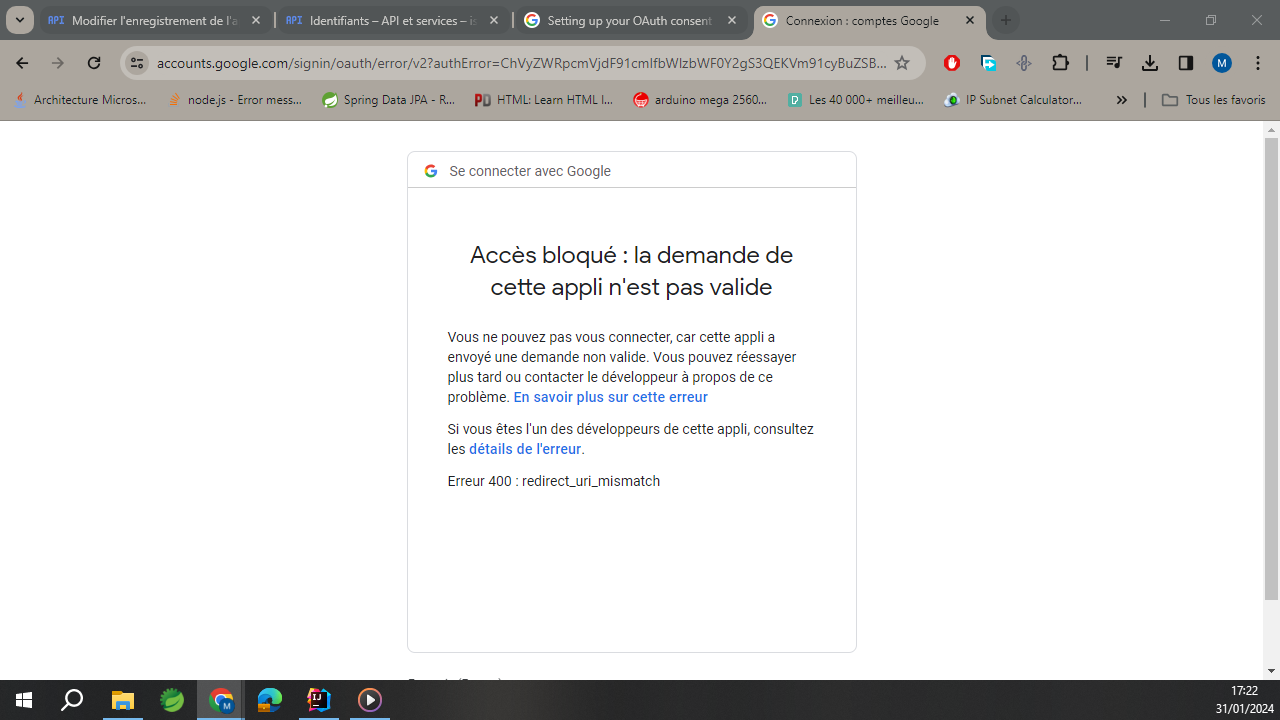 API Modifier l'enregistrement de l'a
API Identifiants – API et services – is
Setting up your OAuth consent
Connexion : comptes Google
accounts.google.com/signin/oauth/error/v2?authError=ChVyZWRpcmVjdF91cmlfbWlzbWF0Y2gS3QEKVm91cyBuZSB...
M
Architecture Micros...
node.js - Error mess...
Spring Data JPA - R...
PD HTML: Learn HTML I...
arduino mega 2560...
Les 40 000+ meilleu...
IP Subnet Calculator...
»
Tous les favoris
Se connecter avec Google
Accès bloqué : la demande de
cette appli n'est pas valide
Vous ne pouvez pas vous connecter, car cette appli a
envoyé une demande non valide. Vous pouvez réessayer
plus tard ou contacter le développeur à propos de ce
problème. En savoir plus sur cette erreur
Si vous êtes l'un des développeurs de cette appli, consultez
les détails de l'erreur.
Erreur 400 : redirect_uri_mismatch
17:22
31/01/2024